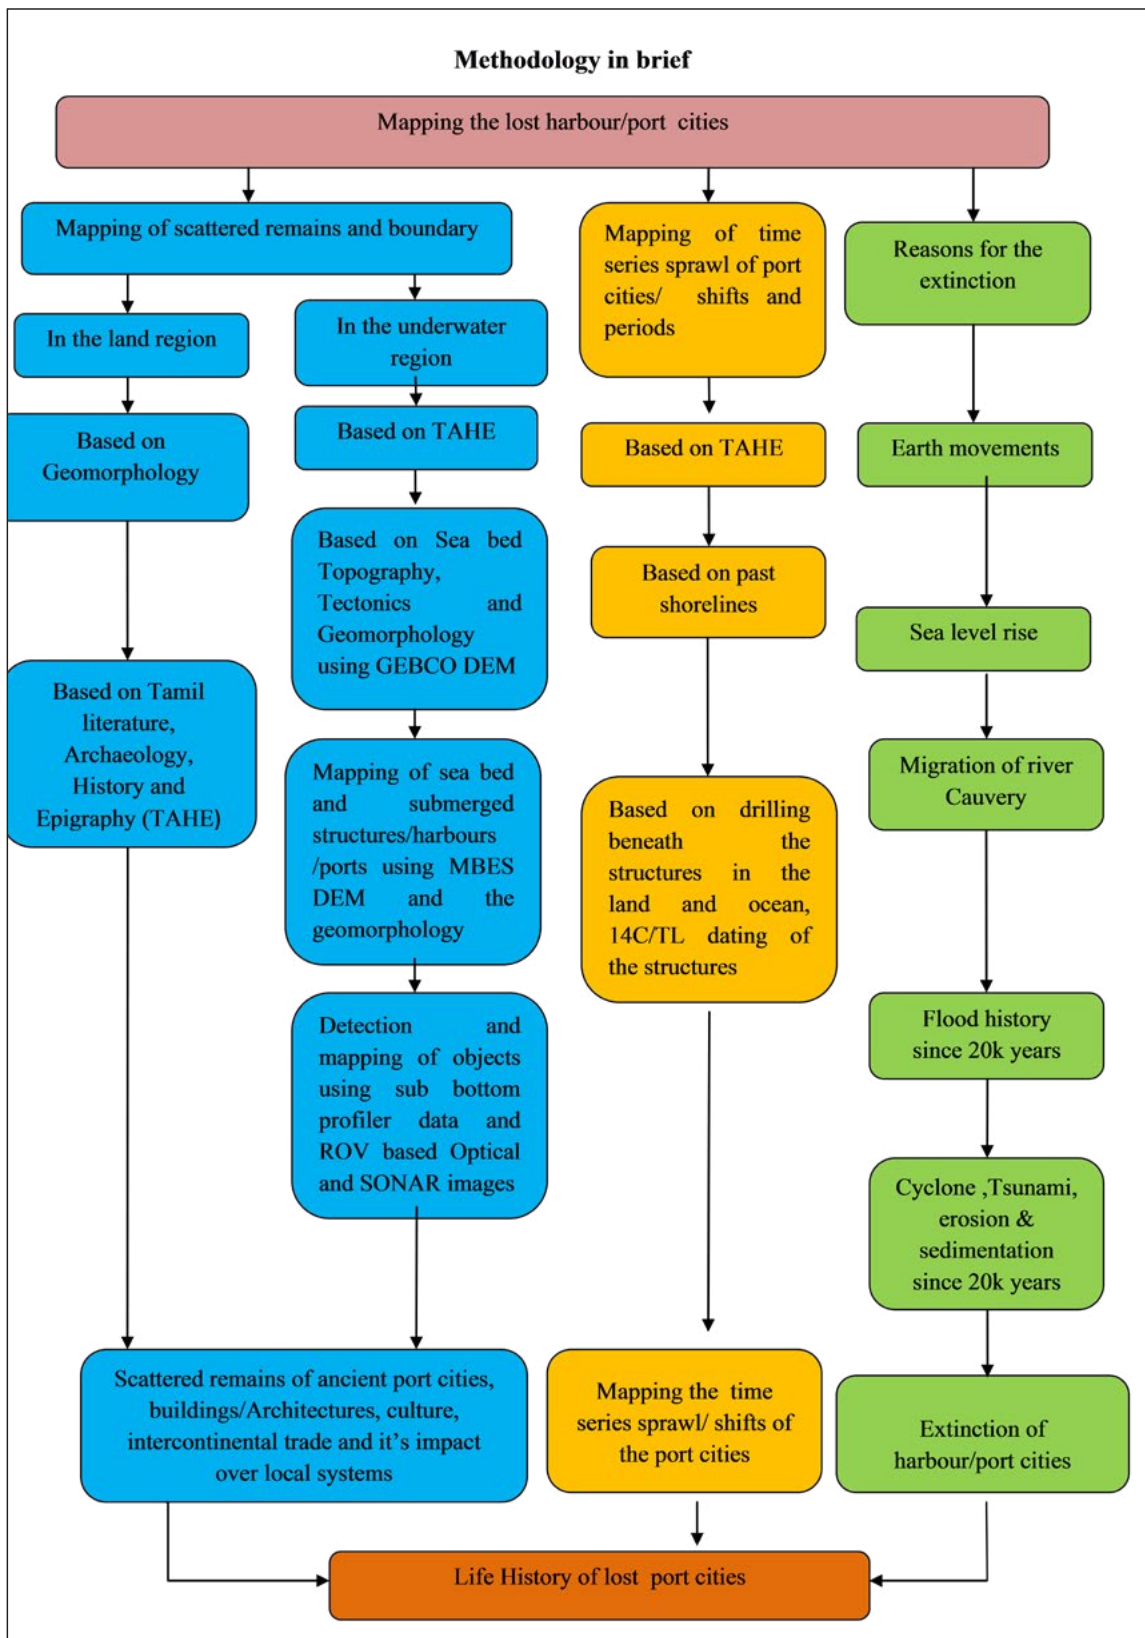 Methodology in brief
Mapping the lost harbour/port cities
Mapping of scattered remains and boundary
In the land region
Based on
Geomorphology
Based on Tamil
literature,
Archaeology,
History and
Epigraphy (TAHE)
In the underwater
region
Based on TAHE
Based on Sea bed
Topography,
Tectonics and
Geomorphology
using GEBCO DEM
Mapping of sea bed
and submerged
structures/harbours
/ports using MBES
DEM and the
geomorphology
Detection and
mapping of objects
using sub bottom
profiler data and
ROV based Optical
and SONAR images
Scattered remains of ancient port cities,
buildings/Architectures, culture,
intercontinental trade and it's impact
over local systems
Mapping of time
series sprawl of port
cities/ shifts and
periods
Based on TAHE
Based on past
shorelines
Based on drilling
beneath the
structures in the
land and ocean,
14C/TL dating of
the structures
Mapping the time
series sprawl/ shifts of
the port cities
Reasons for the
extinction
Earth movements
Sea level rise
Migration of river
Cauvery
Flood history
since 20k years
Cyclone ,Tsunami,
erosion &
sedimentation
since 20k years
Extinction of
harbour/port cities
Life History of lost port cities